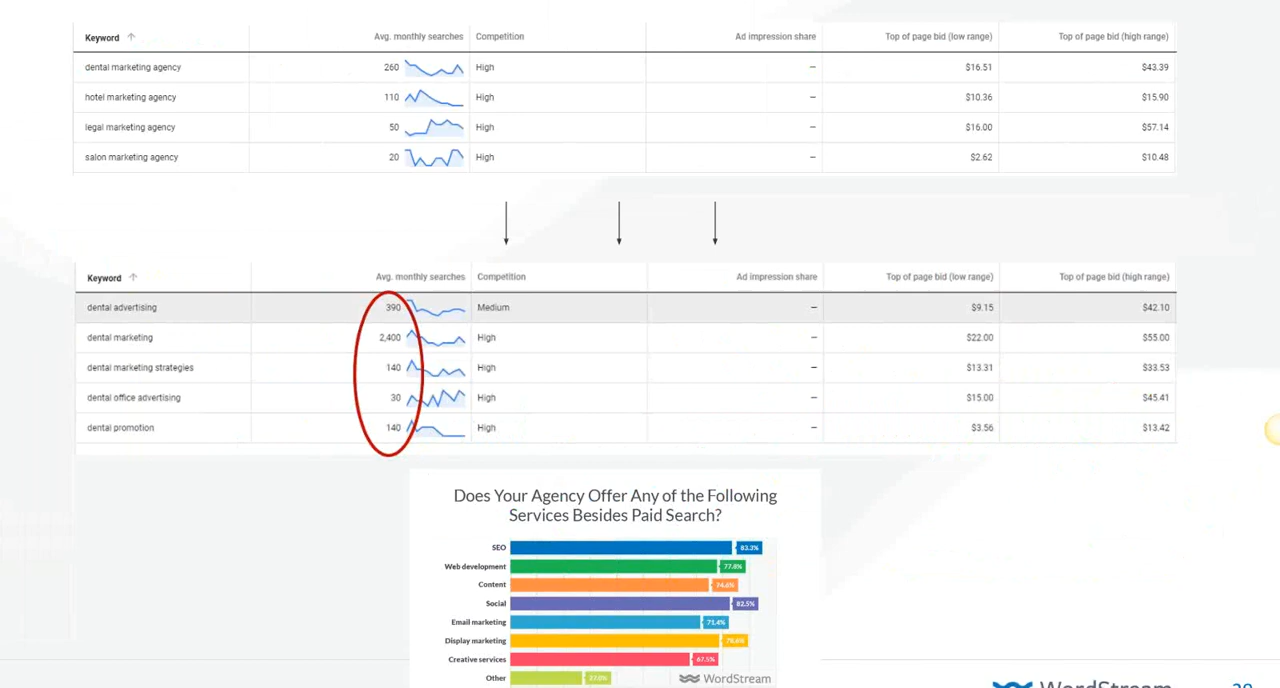 Keyword Avg. monthly searches Competition Ad impression share Top of page bid (low range) Top of page bid (high range)
dental marketing agency 260 High – $16.51 $43.39
hotel marketing agency 110 High – $10.36 $15.90
legal marketing agency 50 High – $16.00 $57.14
salon marketing agency 20 High – $2.62 $10.48
Keyword Avg. monthly searches Competition Ad impression share Top of page bid (low range) Top of page bid (high range)
dental advertising 390 Medium – $9.15 $42.10
dental marketing 2,400 High – $22.00 $55.00
dental marketing strategies 140 High – $13.31 $33.53
dental office advertising 30 High – $15.00 $45.41
dental promotion 140 High – $3.56 $13.42
Does Your Agency Offer Any of the Following
Services Besides Paid Search?
SEO 83.3%
Web development 77.8%
Content 74.6%
Social 82.5%
Email marketing 71.4%
Display marketing 78.6%
Creative services 67.5%
Other
WordStream
WordStream